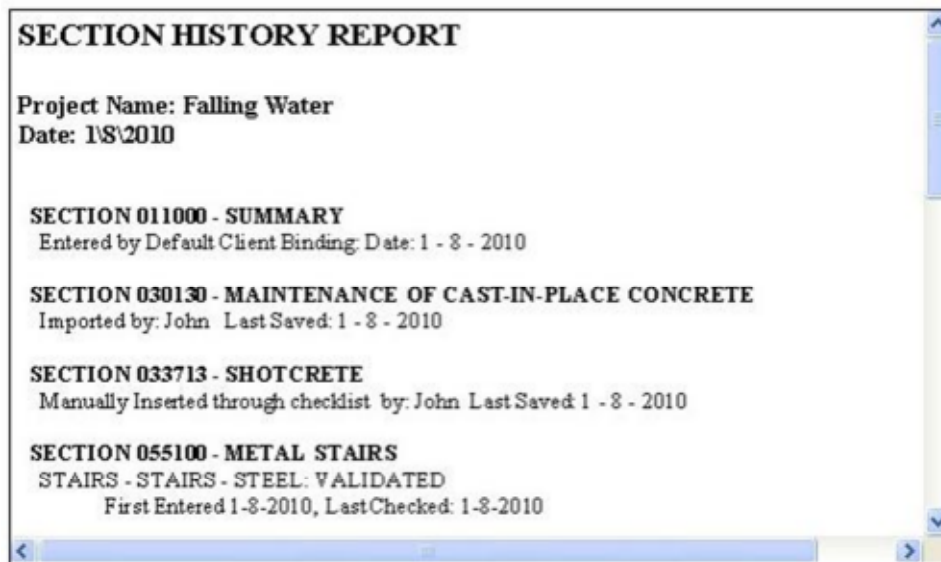 SECTION HISTORY REPORT
Project Name: Falling Water
Date: 1\8\2010
SECTION 011000 - SUMMARY
Entered by Default Client Binding: Date: 1 - 8 - 2010
SECTION 030130 - MAINTENANCE OF CAST-IN-PLACE CONCRETE
Imported by: John Last Saved: 1 - 8 - 2010
SECTION 033713 - SHOTCRETE
Manually Inserted through checklist by: John Last Saved: 1 - 8 - 2010
SECTION 055100 - METAL STAIRS
STAIRS - STAIRS - STEEL: VALIDATED
First Entered 1-8-2010, Last Checked: 1-8-2010